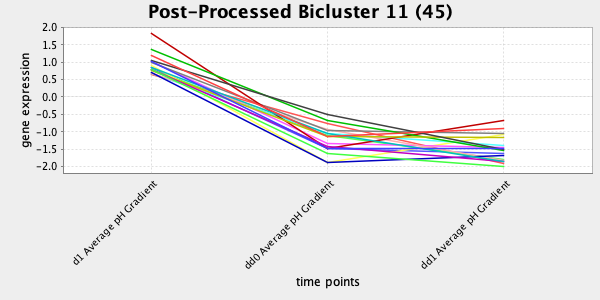 Post-Processed Bicluster 11 (45)
gene expression
2.0
1.5
1.0
0.5
0.0
-0.5
-1.0
-1.5
-2.0
d1 Average pH Gradient
dd0 Average pH Gradient
dd1 Average pH Gradient
time points